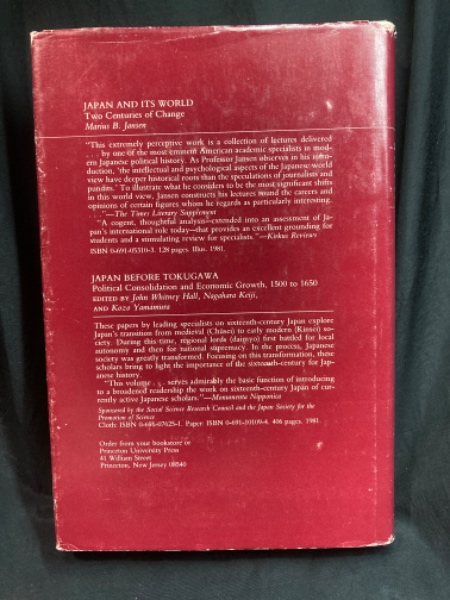 JAPAN AND ITS WORLD
Two Centuries of Change
Marius B. Jansen
"This extremely perceptive work is a collection of lectures delivered
. . . by one of the most eminent American academic specialists in mod-
ern Japanese political history. As Professor Jansen observes in his intro-
duction, 'the intellectual and psychological aspects of the Japanese world
view have deeper historical roots than the speculations of journalists and
pundits.' To illustrate what he considers to be the most significant shifts
in this world view, Jansen constructs his lectures round the careers and
opinions of certain figures whom he regards as particularly interesting.
. . ."—The Times Literary Supplement
"A cogent, thoughtful analysis—extended into an assessment of Ja-
pan's international role today—that provides an excellent grounding for
students and a stimulating review for specialists."—Kirkus Reviews
ISBN 0-691-05310-3. 128 pages. Illus. 1981.
JAPAN BEFORE TOKUGAWA
Political Consolidation and Economic Growth, 1500 to 1650
EDITED BY John Whitney Hall, Nagahara Keiji,
AND Kozo Yamamura
These papers by leading specialists on sixteenth-century Japan explore
Japan's transition from medieval (Chūsei) to early modern (Kinsei) so-
ciety. During this time, regional lords (daimyo) first battled for local
autonomy and then for national supremacy. In the process, Japanese
society was greatly transformed. Focusing on this transformation, these
scholars bring to light the importance of the sixteenth-century for Jap-
anese history.
"This volume . . . serves admirably the basic function of introducing
to a broadened readership the work on sixteenth-century Japan of cur-
rently active Japanese scholars."—Monumenta Nipponica
Sponsored by the Social Science Research Council and the Japan Society for the
Promotion of Science
Cloth: ISBN 0-691-07625-1. Paper: ISBN 0-691-10109-4. 406 pages. 1981.
Order from your bookstore or
Princeton University Press
41 William Street
Princeton, New Jersey 08540